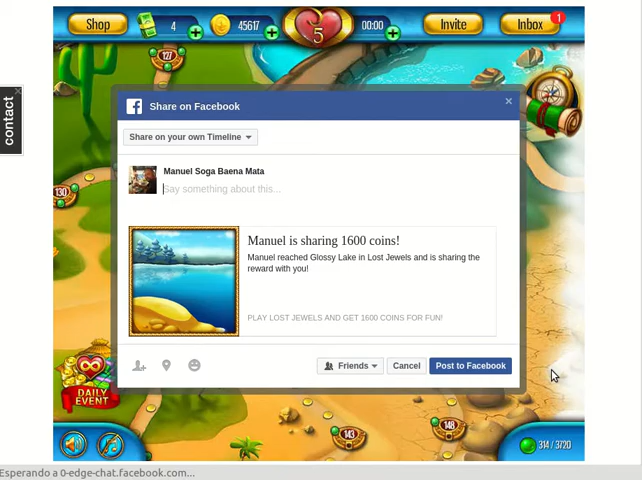 Shop
4
45617
5
00:00
Invite
Inbox
1
127
contact
Share on Facebook
Share on your own Timeline
130
Manuel Soga Baena Mata
Say something about this...
Manuel is sharing 1600 coins!
Manuel reached Glossy Lake in Lost Jewels and is sharing the
reward with you!
PLAY LOST JEWELS AND GET 1600 COINS FOR FUN!
Friends
Cancel
Post to Facebook
DAILY
EVENT
143
148
314 / 3720
Esperando a 0-edge-chat.facebook.com...